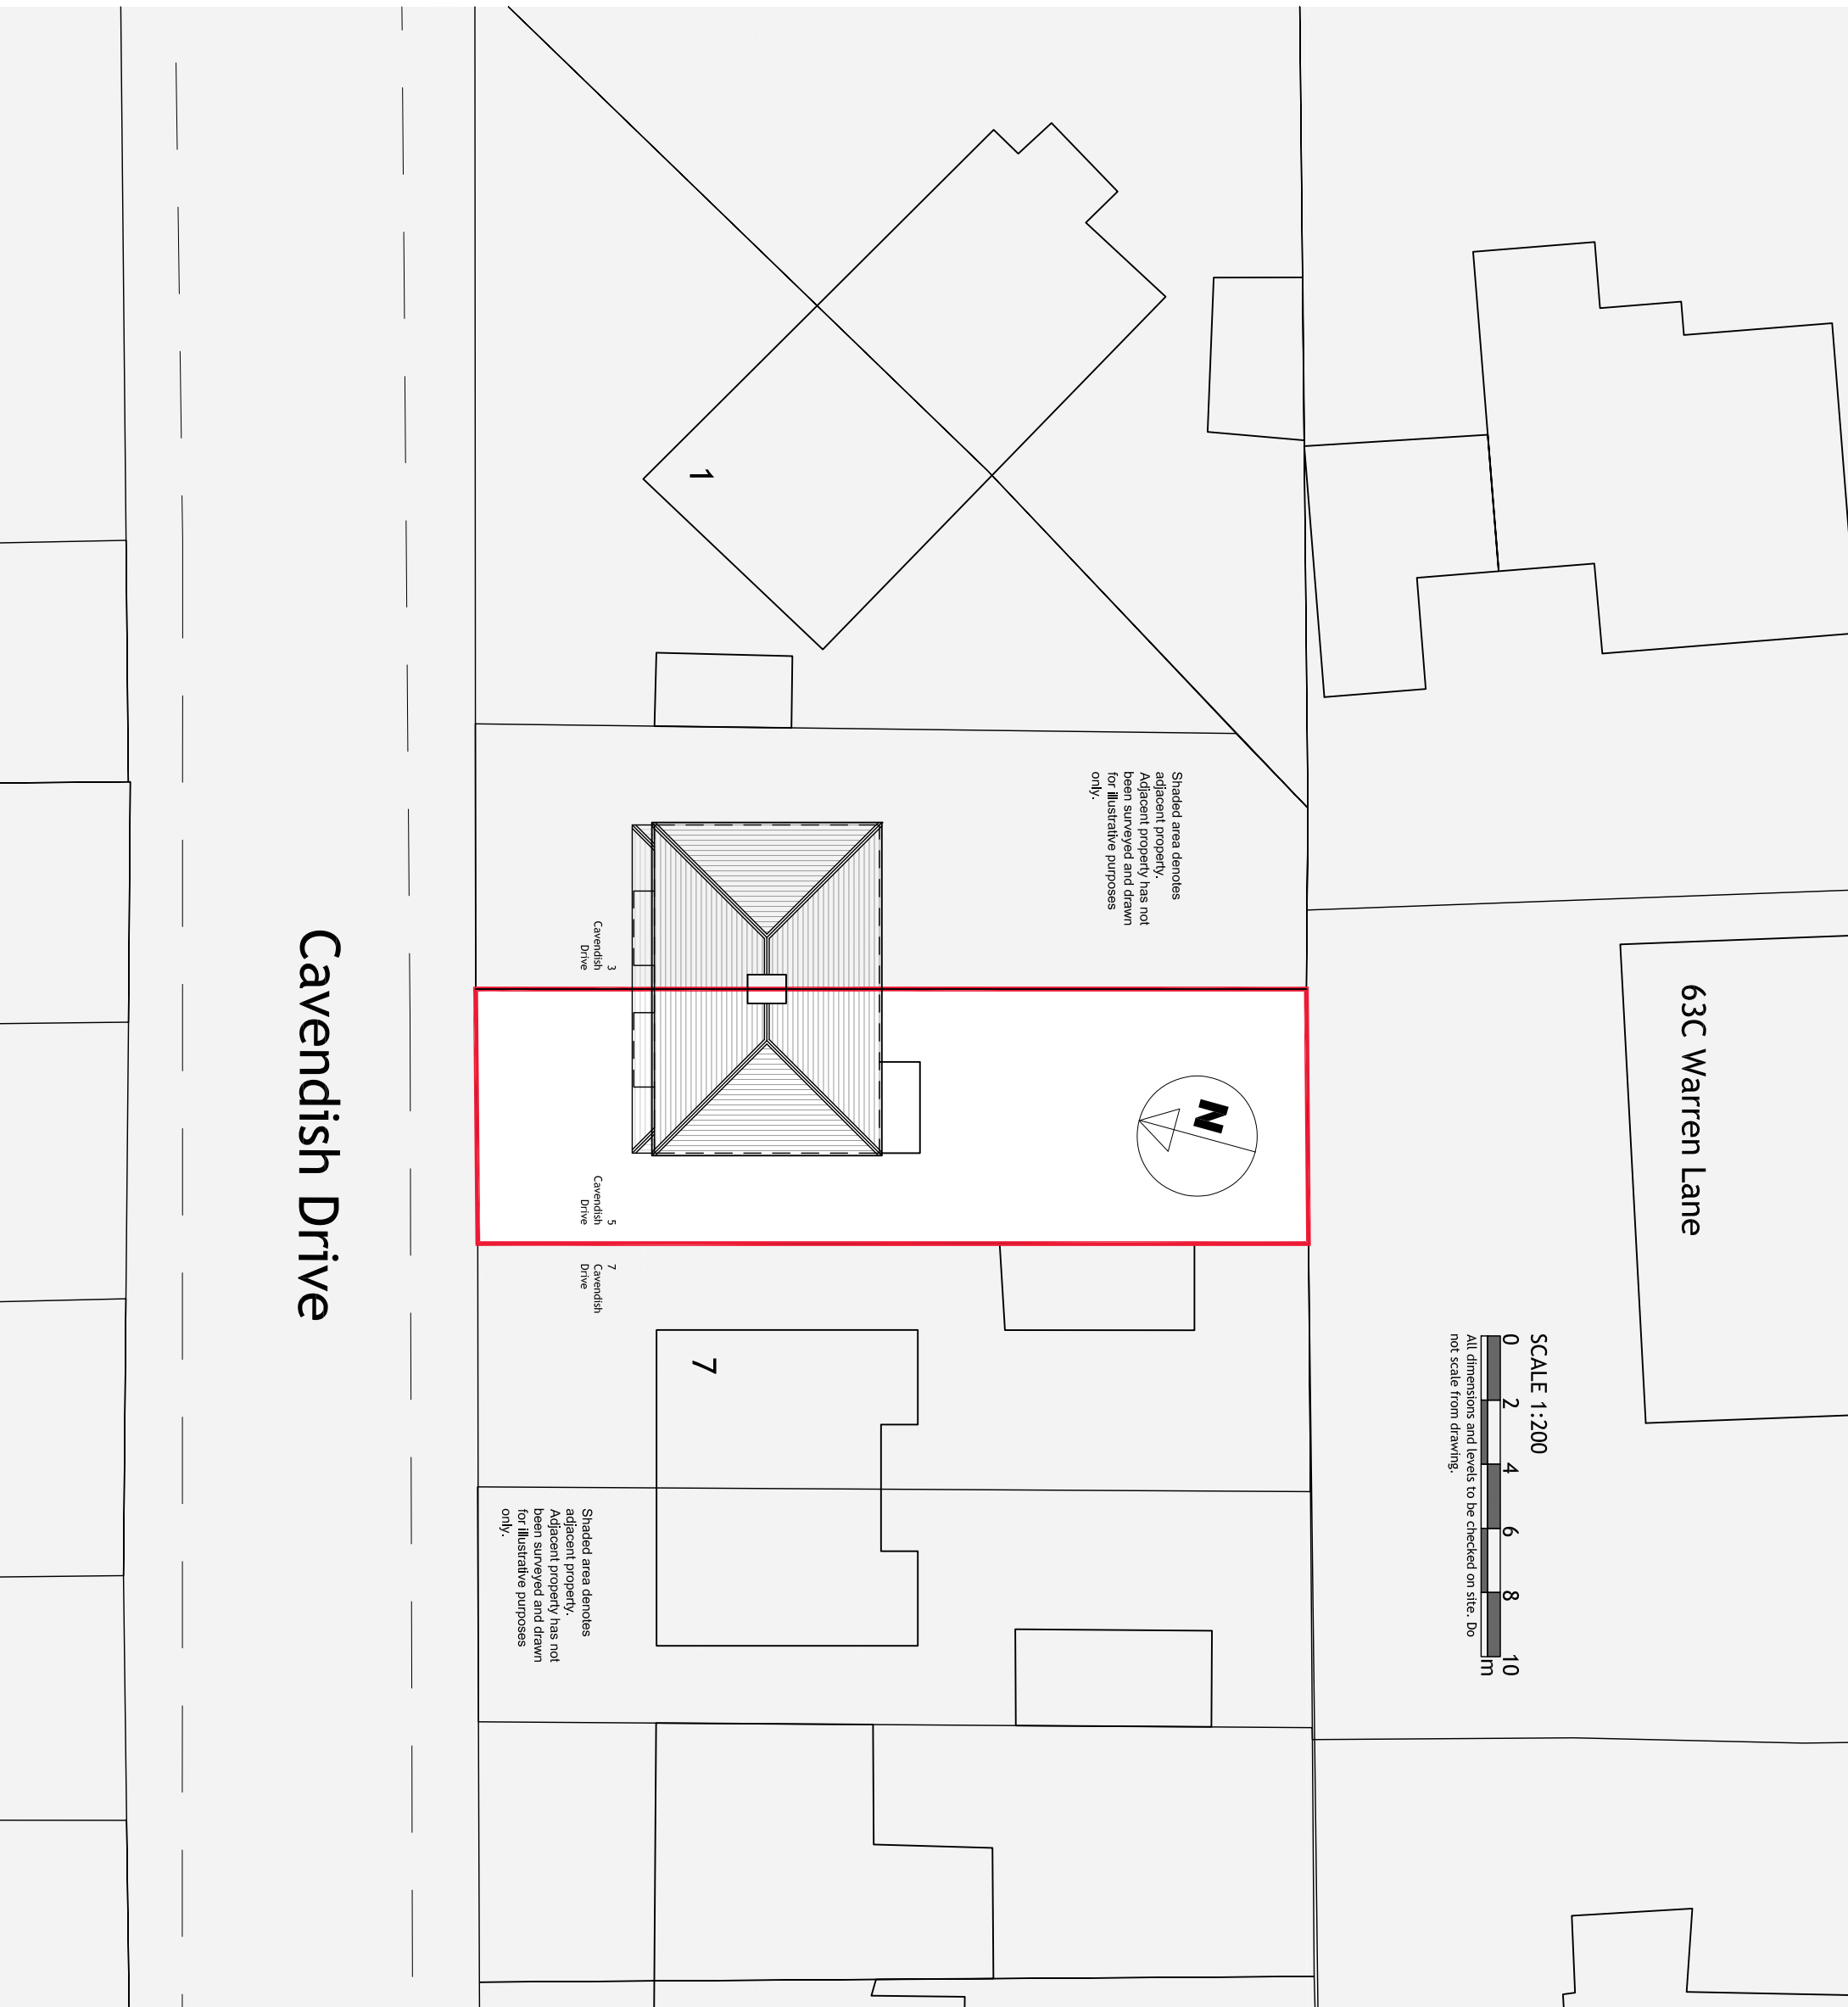 1
Shaded area denotes
adjacent property.
Adjacent property has not
been surveyed and drawn
for illustrative purposes
only.
63C Warren Lane
3
Cavendish
Drive
N
5
Cavendish
Drive
7
Cavendish
Drive
Cavendish Drive
7
SCALE 1:200
0 2 4 6 8 10
m
All dimensions and levels to be checked on site. Do
not scale from drawing.
Shaded area denotes
adjacent property.
Adjacent property has not
been surveyed and drawn
for illustrative purposes
only.